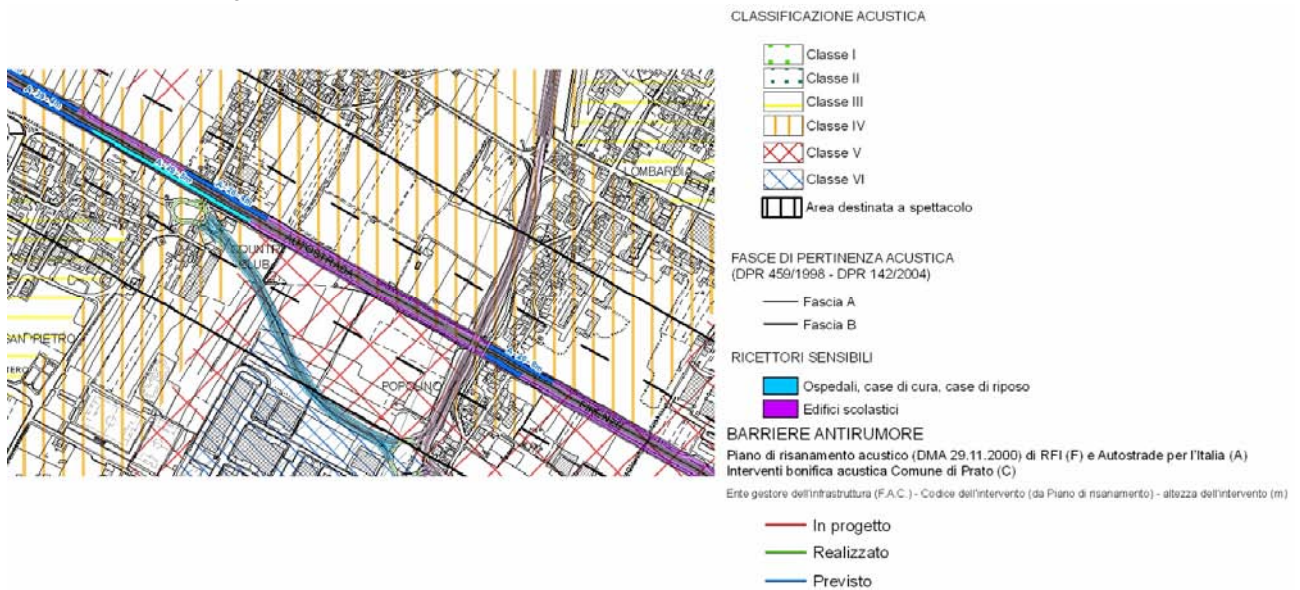 CLASSIFICAZIONE ACUSTICA
Classe I
Classe II
Classe III
Classe IV
Classe V
Classe VI
Area destinata a spettacolo
FASCE DI PERTINENZA ACUSTICA
(DPR 459/1998 - DPR 142/2004)
Fascia A
Fascia B
RICETTORI SENSIBILI
Ospedali, case di cura, case di riposo
Edifici scolastici
BARRIERE ANTIRUMORE
Piano di risanamento acustico (DMA 29.11.2000) di RFI (F) e Autostrade per l'Italia (A)
Interventi bonifica acustica Comune di Prato (C)
Ente gestore dell'infrastruttura (F.A.C.) - Codice dell'intervento (da Piano di risanamento) - altezza dell'intervento (m)
In progetto
Realizzato
Previsto
LOMBARDIA
COUNTRY
CLUB
AUTOSTRADA
SAN PIETRO
POPOLINO